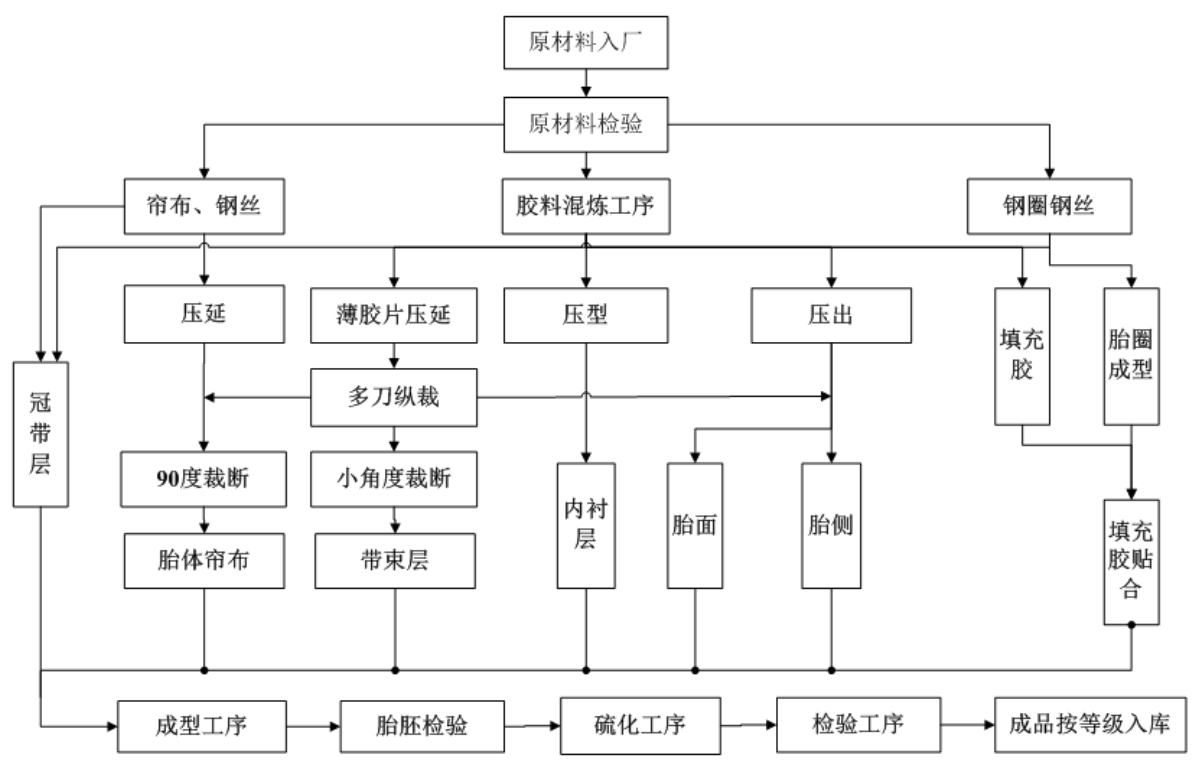 原材料入厂
原材料检验
帘布、钢丝
胶料混炼工序
钢圈钢丝
压延
薄胶片压延
压型
压出
填充
胶
胎圈
成型
冠
带
层
多刀纵裁
90度裁断
小角度裁断
内衬
层
胎面
胎侧
填充
胶贴
合
胎体帘布
带束层
成型工序
胎胚检验
硫化工序
检验工序
成品按等级入库